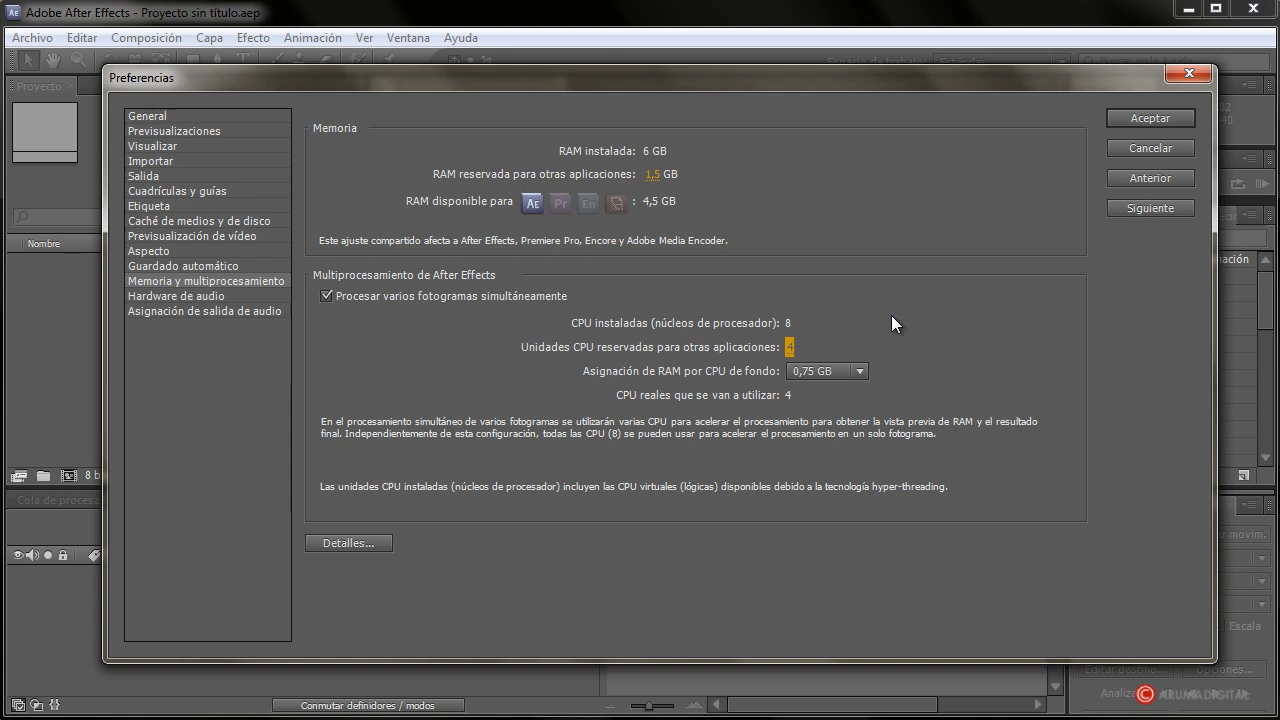 Adobe After Effects - Proyecto sin título.aep
Archivo Editar Composición Capa Efecto Animación Ver Ventana Ayuda
Proyecto
Preferencias
General
Previsualizaciones
Visualizar
Importar
Salida
Cuadrículas y guías
Etiqueta
Caché de medios y de disco
Previsualización de vídeo
Aspecto
Guardado automático
Memoria y multiprocesamiento
Hardware de audio
Asignación de salida de audio
Memoria
RAM instalada: 6 GB
RAM reservada para otras aplicaciones: 1,5 GB
RAM disponible para AE Pr En : 4,5 GB
Este ajuste compartido afecta a After Effects, Premiere Pro, Encore y Adobe Media Encoder.
Multiprocesamiento de After Effects
Procesar varios fotogramas simultáneamente
CPU instaladas (núcleos de procesador): 8
Unidades CPU reservadas para otras aplicaciones: 4
Asignación de RAM por CPU de fondo: 0,75 GB
CPU reales que se van a utilizar: 4
En el procesamiento simultáneo de varios fotogramas se utilizarán varias CPU para acelerar el procesamiento para obtener la vista previa de RAM y el resultado
final. Independientemente de esta configuración, todas las CPU (8) se pueden usar para acelerar el procesamiento en un solo fotograma.
Las unidades CPU instaladas (núcleos de procesador) incluyen las CPU virtuales (lógicas) disponibles debido a la tecnología hyper-threading.
Detalles...
Aceptar
Cancelar
Anterior
Siguiente
Nombre
8 b
Cola de procesa
Conmutar definidores / modos
mación
r movim.
Escala
Editar destino...
Opciones...
Analiza
© ARUMADIGITAL